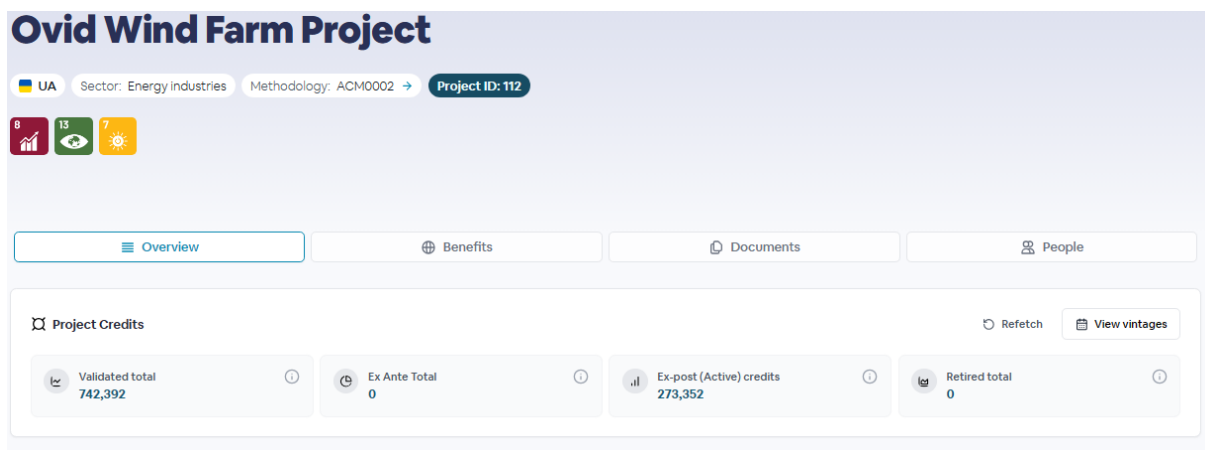 Ovid Wind Farm Project
UA Sector: Energy industries Methodology: ACM0002 → Project ID: 112
8 13 7
Overview Benefits Documents People
Project Credits Refetch View vintages
Validated total Ex Ante Total Ex-post (Active) credits Retired total
742,392 0 273,352 0